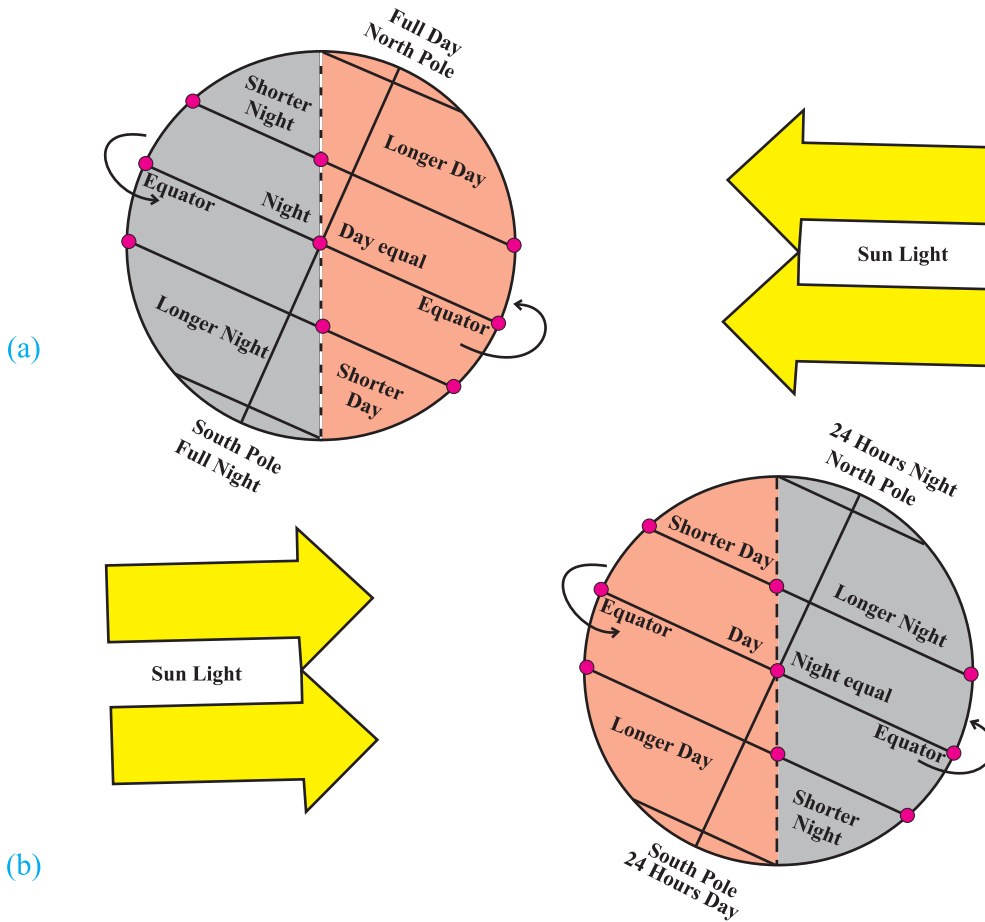 Full Day
North Pole
Shorter
Night
Longer Day
Equator
Night
Day equal
Equator
Longer Night
Shorter
Day
South Pole
Full Night
Sun Light
(a)
24 Hours Night
North Pole
Shorter Day
Longer Night
Equator
Day
Night equal
Equator
Longer Day
Shorter
Night
South Pole
24 Hours Day
Sun Light
(b)